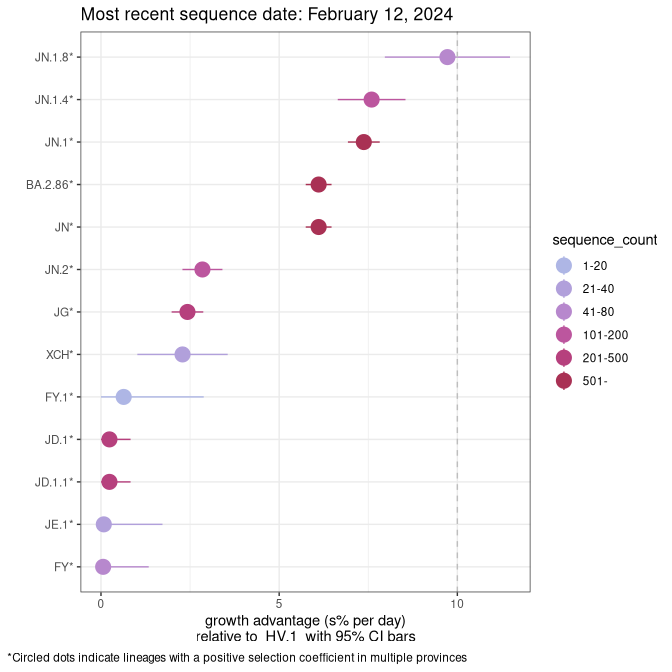 Most recent sequence date: February 12, 2024
JN.1.8*
JN.1.4*
JN.1*
BA.2.86*
JN*
JN.2*
JG*
XCH*
FY.1*
JD.1*
JD.1.1*
JE.1*
FY*
0
5
10
growth advantage (s% per day)
relative to HV.1 with 95% CI bars
*Circled dots indicate lineages with a positive selection coefficient in multiple provinces
sequence_count
1-20
21-40
41-80
101-200
201-500
501-